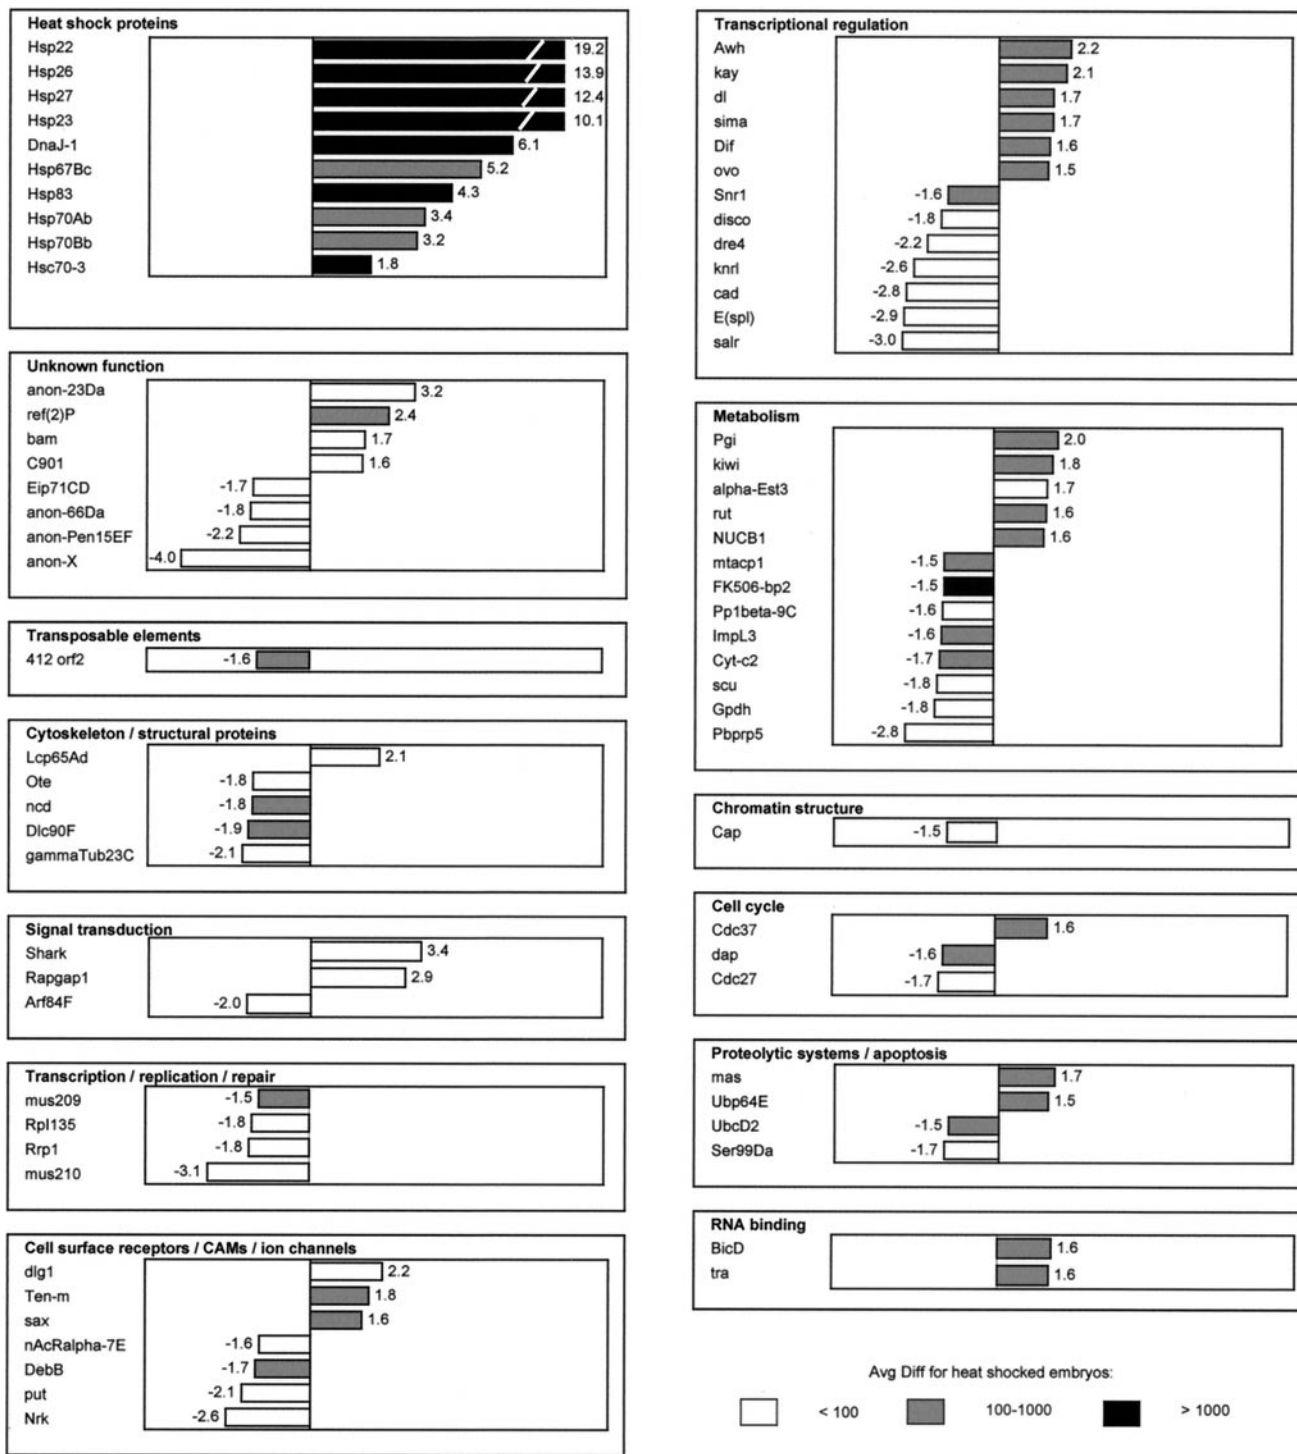 Heat shock proteins
Hsp22 19.2
Hsp26 13.9
Hsp27 12.4
Hsp23 10.1
DnaJ-1 6.1
Hsp67Bc 5.2
Hsp83 4.3
Hsp70Ab 3.4
Hsp70Bb 3.2
Hsc70-3 1.8
Unknown function
anon-23Da 3.2
ref(2)P 2.4
bam 1.7
C901 1.6
Eip71CD -1.7
anon-66Da -1.8
anon-Pen15EF -2.2
anon-X -4.0
Transposable elements
412 orf2 -1.6
Cytoskeleton / structural proteins
Lcp65Ad 2.1
Ote -1.8
ncd -1.8
Dlc90F -1.9
gammaTub23C -2.1
Signal transduction
Shark 3.4
Rapgap1 2.9
Arf84F -2.0
Transcription / replication / repair
mus209 -1.5
Rpl135 -1.8
Rrp1 -1.8
mus210 -3.1
Cell surface receptors / CAMs / ion channels
dlg1 2.2
Ten-m 1.8
sax 1.6
nAcRalpha-7E -1.6
DebB -1.7
put -2.1
Nrk -2.6
Transcriptional regulation
Awh 2.2
kay 2.1
dl 1.7
sima 1.7
Dif 1.6
ovo 1.5
Snr1 -1.6
disco -1.8
dre4 -2.2
knrl -2.6
cad -2.8
E(spl) -2.9
salr -3.0
Metabolism
Pgi 2.0
kiwi 1.8
alpha-Est3 1.7
rut 1.6
NUCB1 1.6
mtacp1 -1.5
FK506-bp2 -1.5
Pp1beta-9C -1.6
ImpL3 -1.6
Cyt-c2 -1.7
scu -1.8
Gpdh -1.8
Pbprp5 -2.8
Chromatin structure
Cap -1.5
Cell cycle
Cdc37 1.6
dap -1.6
Cdc27 -1.7
Proteolytic systems / apoptosis
mas 1.7
Ubp64E 1.5
UbcD2 -1.5
Ser99Da -1.7
RNA binding
BicD 1.6
tra 1.6
Avg Diff for heat shocked embryos:
< 100 100-1000 > 1000